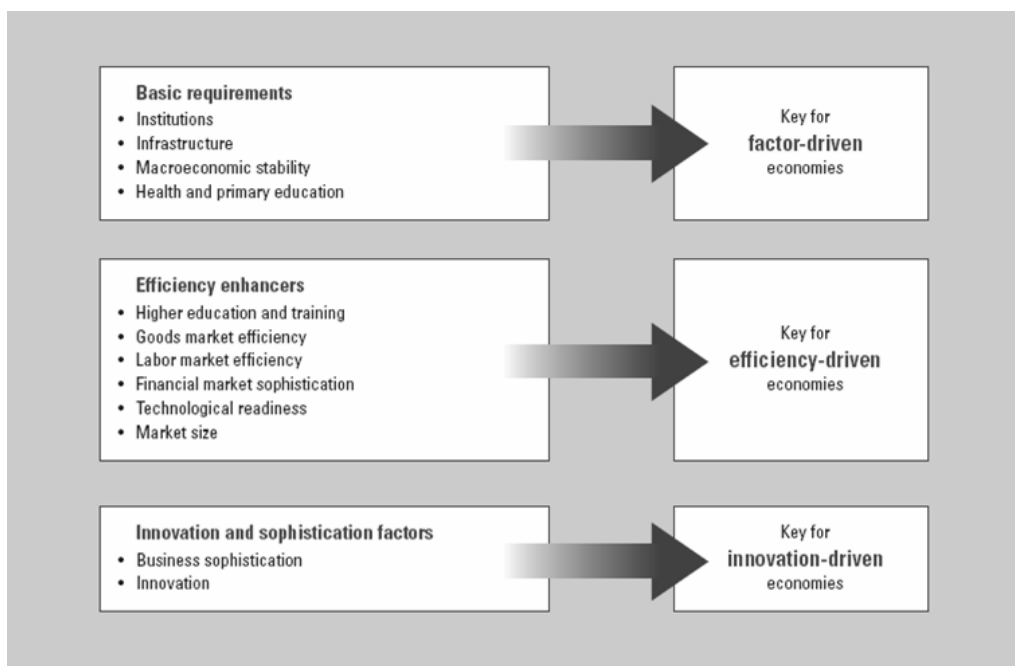 Basic requirements
• Institutions
• Infrastructure
• Macroeconomic stability
• Health and primary education
Key for
factor-driven
economies
Efficiency enhancers
• Higher education and training
• Goods market efficiency
• Labor market efficiency
• Financial market sophistication
• Technological readiness
• Market size
Key for
efficiency-driven
economies
Innovation and sophistication factors
• Business sophistication
• Innovation
Key for
innovation-driven
economies